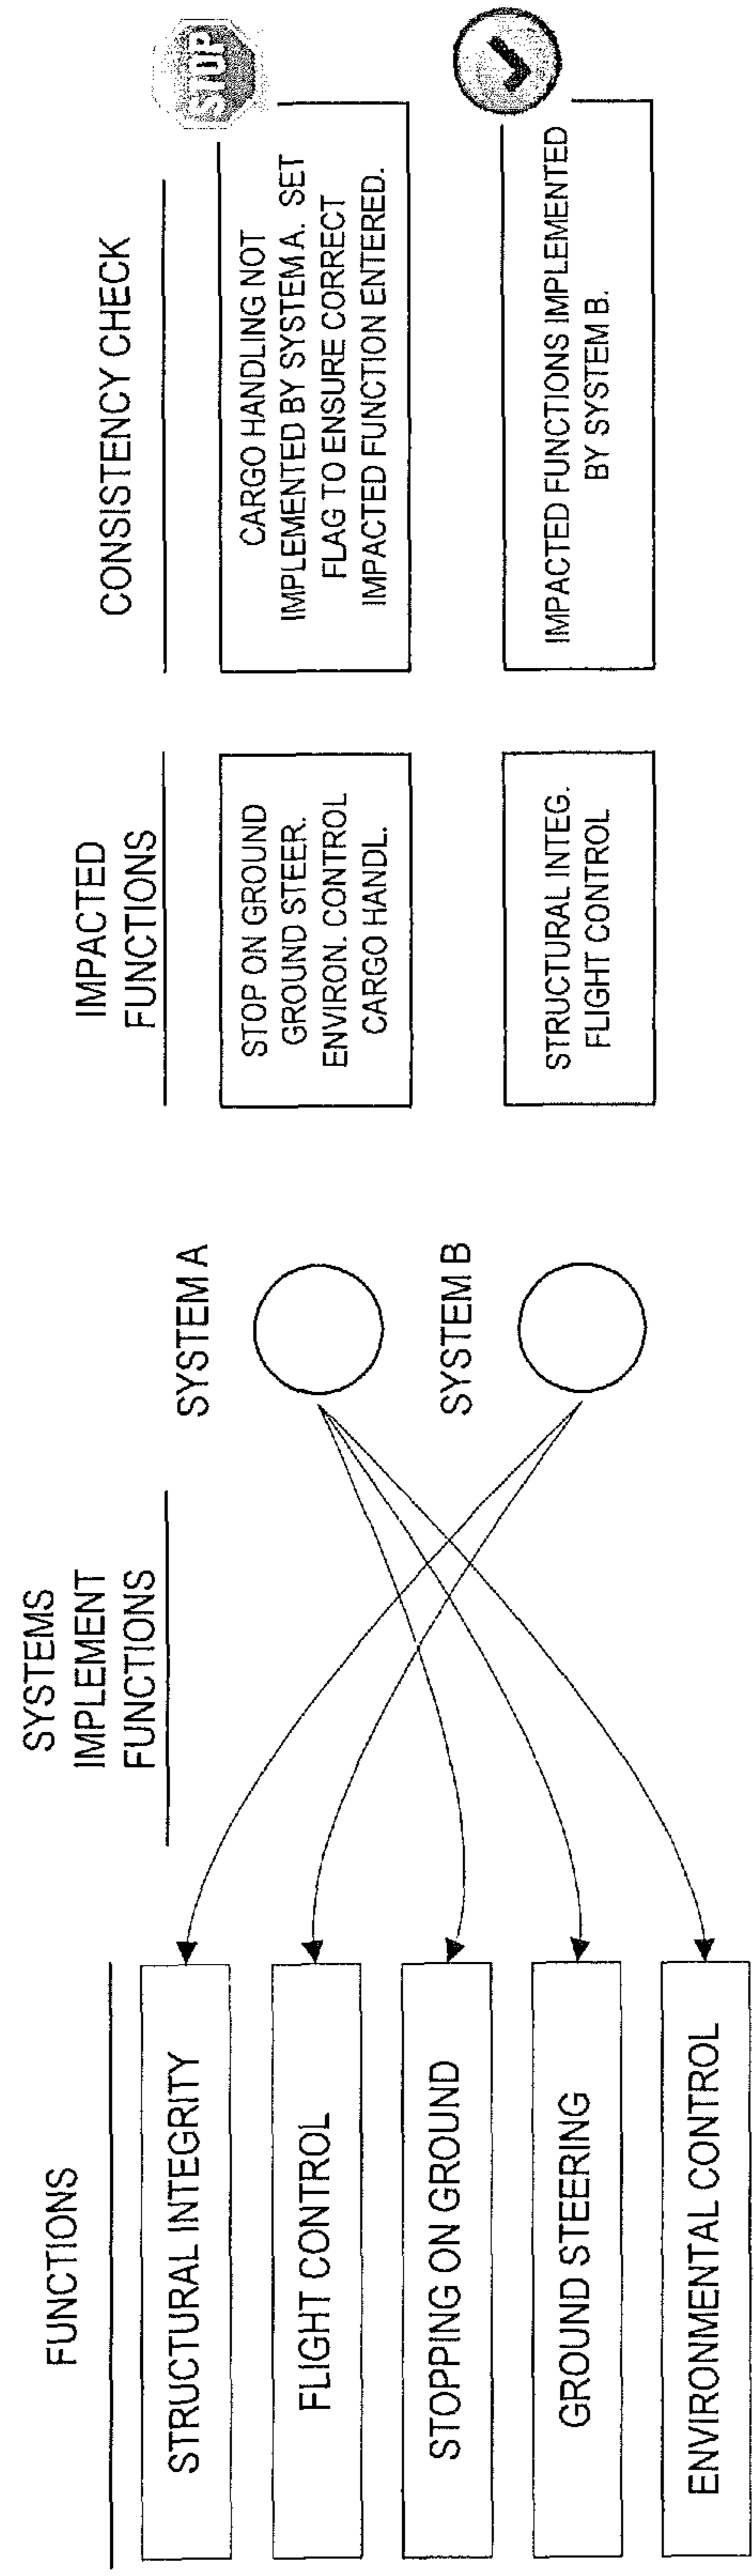 FUNCTIONS
STRUCTURAL INTEGRITY
FLIGHT CONTROL
STOPPING ON GROUND
GROUND STEERING
ENVIRONMENTAL CONTROL
SYSTEMS
IMPLEMENT
FUNCTIONS
SYSTEM A
SYSTEM B
IMPACTED
FUNCTIONS
STOP ON GROUND
GROUND STEER.
ENVIRON. CONTROL
CARGO HANDL.
STRUCTURAL INTEG.
FLIGHT CONTROL
CONSISTENCY CHECK
CARGO HANDLING NOT
IMPLEMENTED BY SYSTEM A. SET
FLAG TO ENSURE CORRECT
IMPACTED FUNCTION ENTERED.
STOP
IMPACTED FUNCTIONS IMPLEMENTED
BY SYSTEM B.